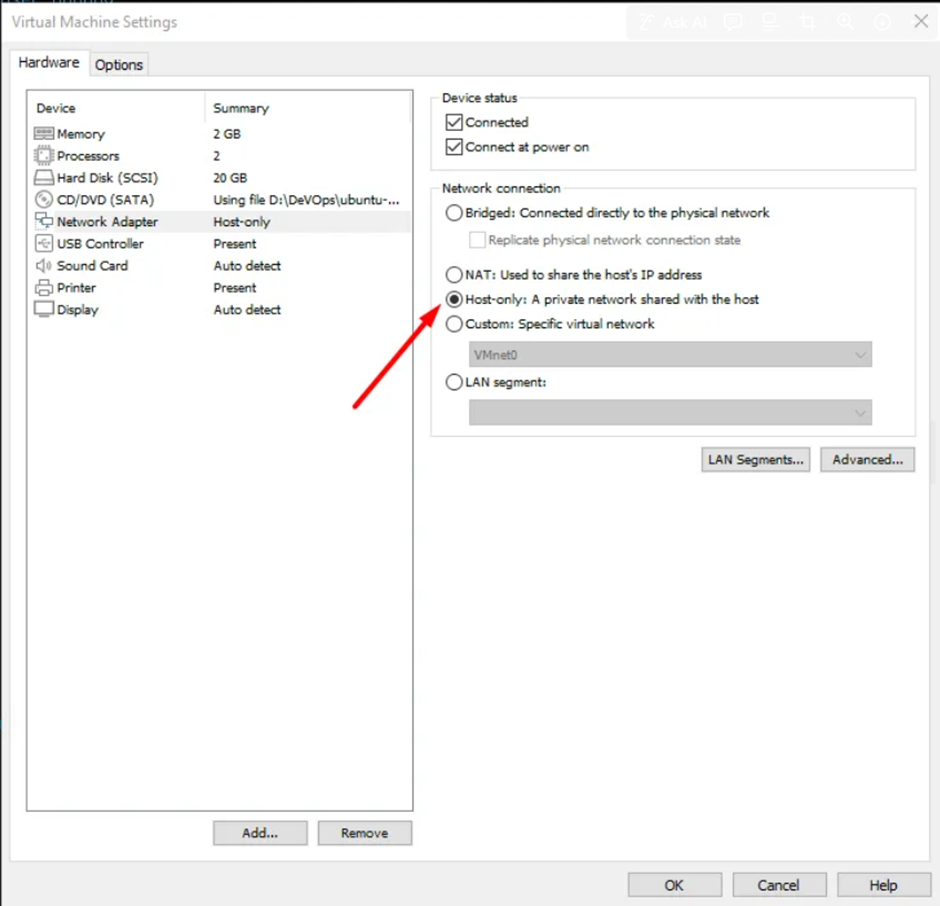 Virtual Machine Settings
Ask AI
Hardware
Options
Device Summary
Memory 2 GB
Processors 2
Hard Disk (SCSI) 20 GB
CD/DVD (SATA) Using file D:\DeVOps\ubuntu-...
Network Adapter Host-only
USB Controller Present
Sound Card Auto detect
Printer Present
Display Auto detect
Add...
Remove
Device status
Connected
Connect at power on
Network connection
Bridged: Connected directly to the physical network
Replicate physical network connection state
NAT: Used to share the host's IP address
Host-only: A private network shared with the host
Custom: Specific virtual network
VMnet0
LAN segment:
LAN Segments...
Advanced...
OK
Cancel
Help